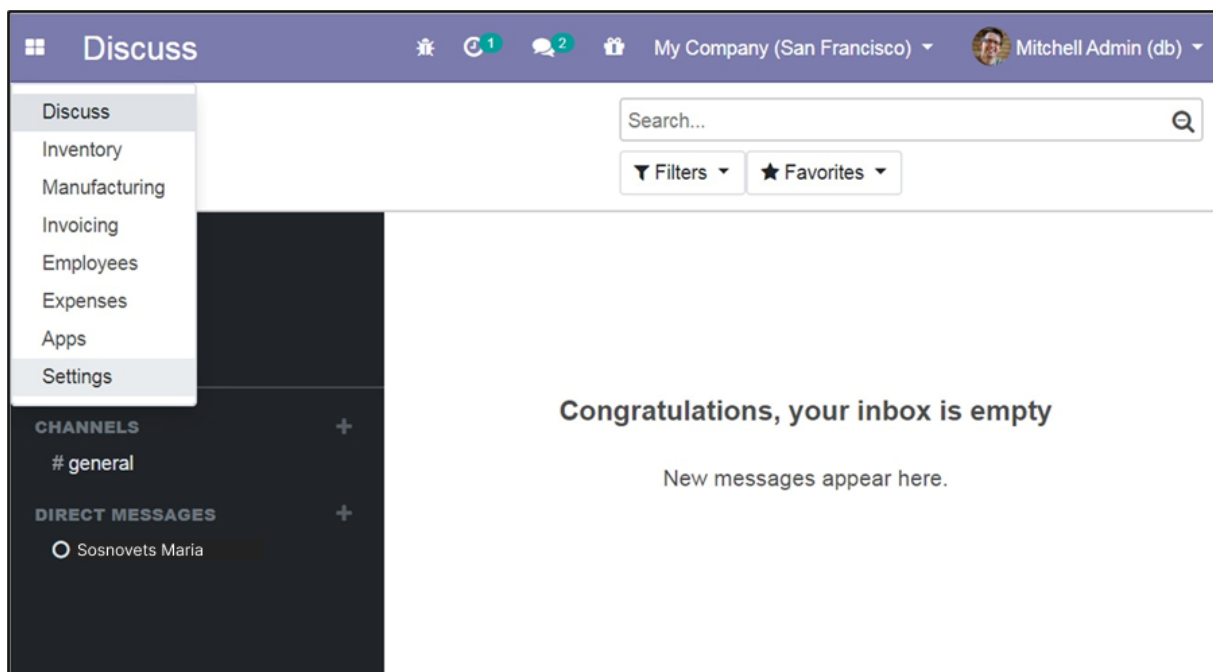 Discuss 1 2 My Company (San Francisco) Mitchell Admin (db)
Discuss
Inventory
Manufacturing
Invoicing
Employees
Expenses
Apps
Settings
Search...
Filters Favorites
CHANNELS
# general
DIRECT MESSAGES
Sosnovets Maria
Congratulations, your inbox is empty
New messages appear here.